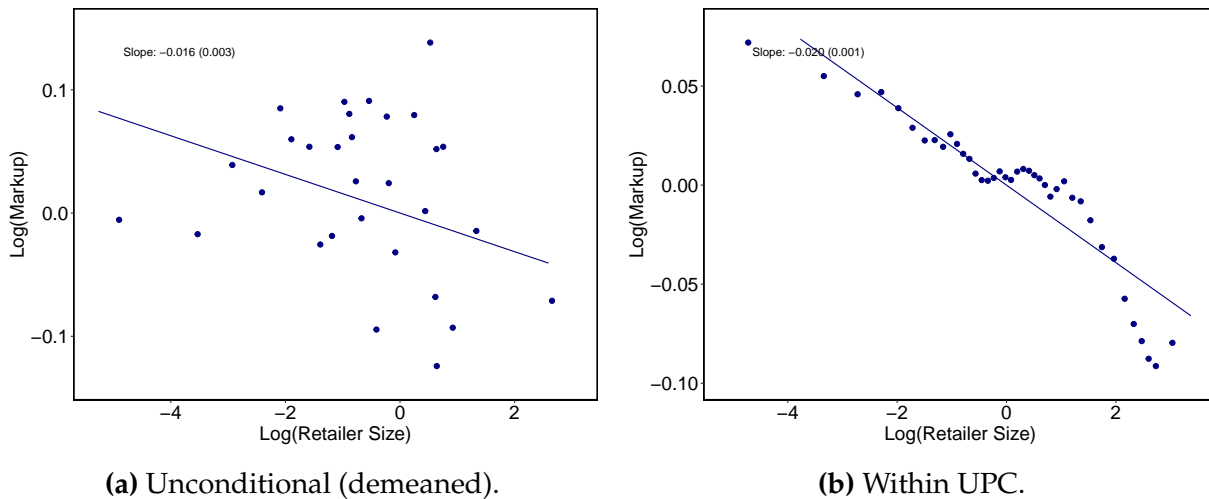 Slope: −0.016 (0.003)
0.1
0.0
−0.1
Log(Markup)
−4
−2
0
2
Log(Retailer Size)
(a) Unconditional (demeaned).
Slope: −0.020 (0.001)
0.05
0.00
−0.05
−0.10
Log(Markup)
−4
−2
0
2
Log(Retailer Size)
(b) Within UPC.